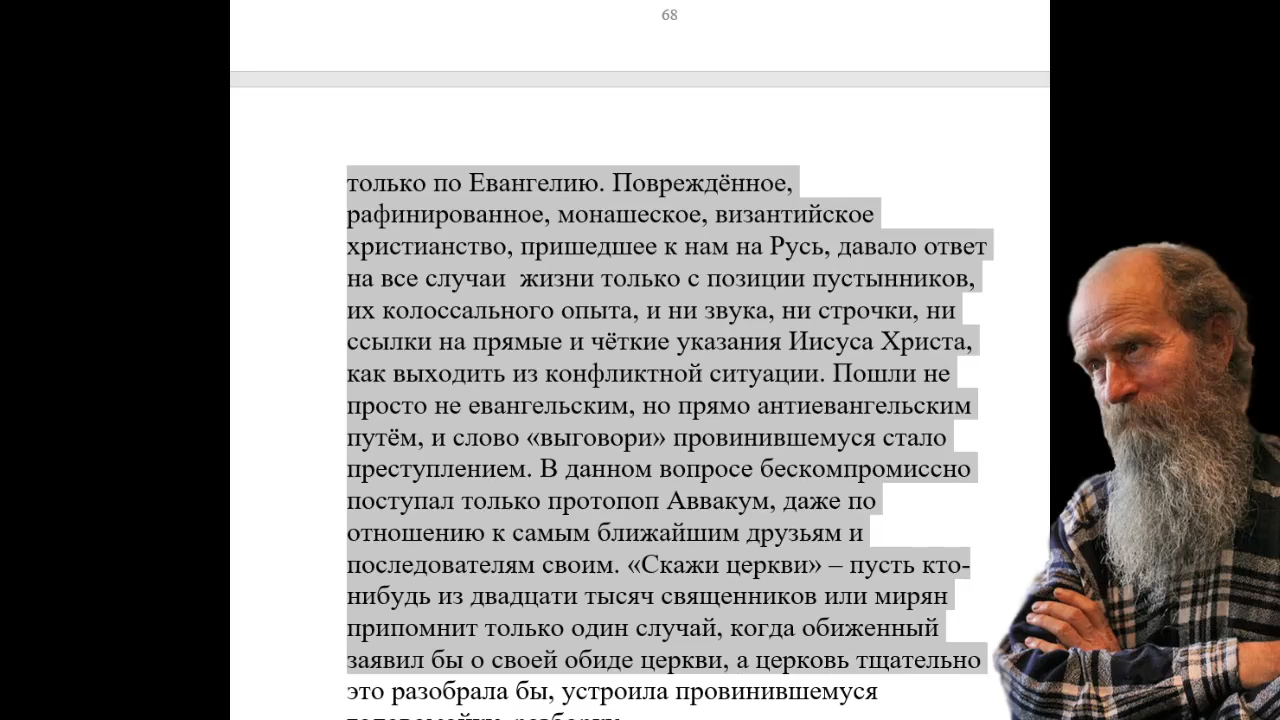 68
только по Евангелию. Повреждённое,
рафинированное, монашеское, византийское
христианство, пришедшее к нам на Русь, давало ответ
на все случаи  жизни только с позиции пустынников,
их колоссального опыта, и ни звука, ни строчки, ни
ссылки на прямые и чёткие указания Иисуса Христа,
как выходить из конфликтной ситуации. Пошли не
просто не евангельским, но прямо антиевангельским
путём, и слово «выговори» провинившемуся стало
преступлением. В данном вопросе бескомпромиссно
поступал только протопоп Аввакум, даже по
отношению к самым ближайшим друзьям и
последователям своим. «Скажи церкви» – пусть кто-
нибудь из двадцати тысяч священников или мирян
припомнит только один случай, когда обиженный
заявил бы о своей обиде церкви, а церковь тщательно
это разобрала бы, устроила провинившемуся